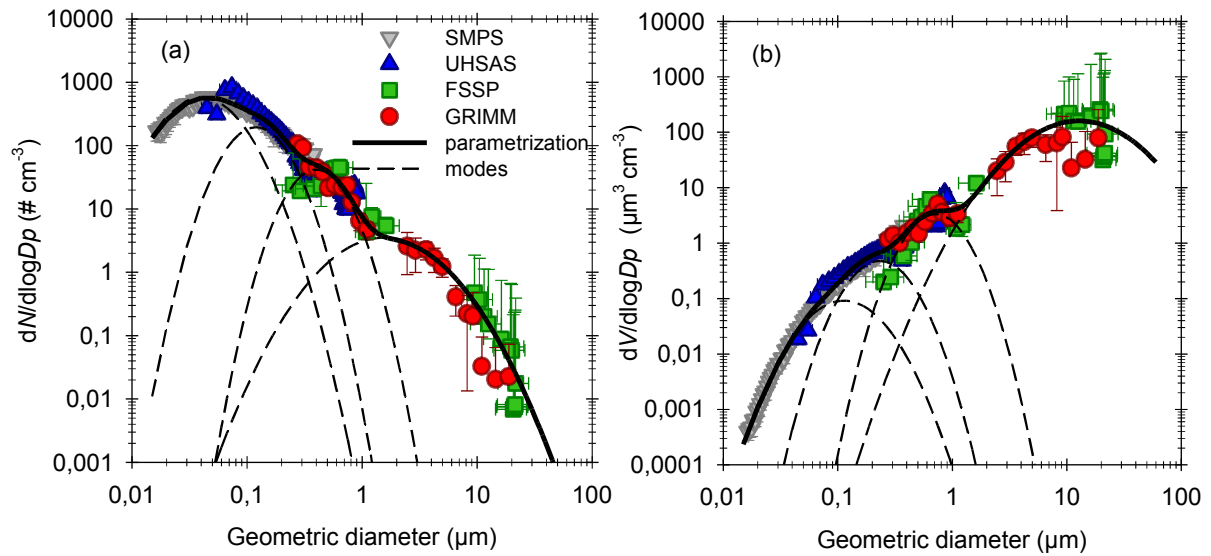 (a)
SMPS
UHSAS
FSSP
GRIMM
parametrization
modes
10000
1000
100
10
1
0,1
0,01
0,001
dN/dlogDp (# cm-3)
0,01 0,1 1 10 100
Geometric diameter (µm)
(b)
10000
1000
100
10
1
0,1
0,01
0,001
0,0001
dV/dlogDp (µm3 cm-3)
0,01 0,1 1 10 100
Geometric diameter (µm)